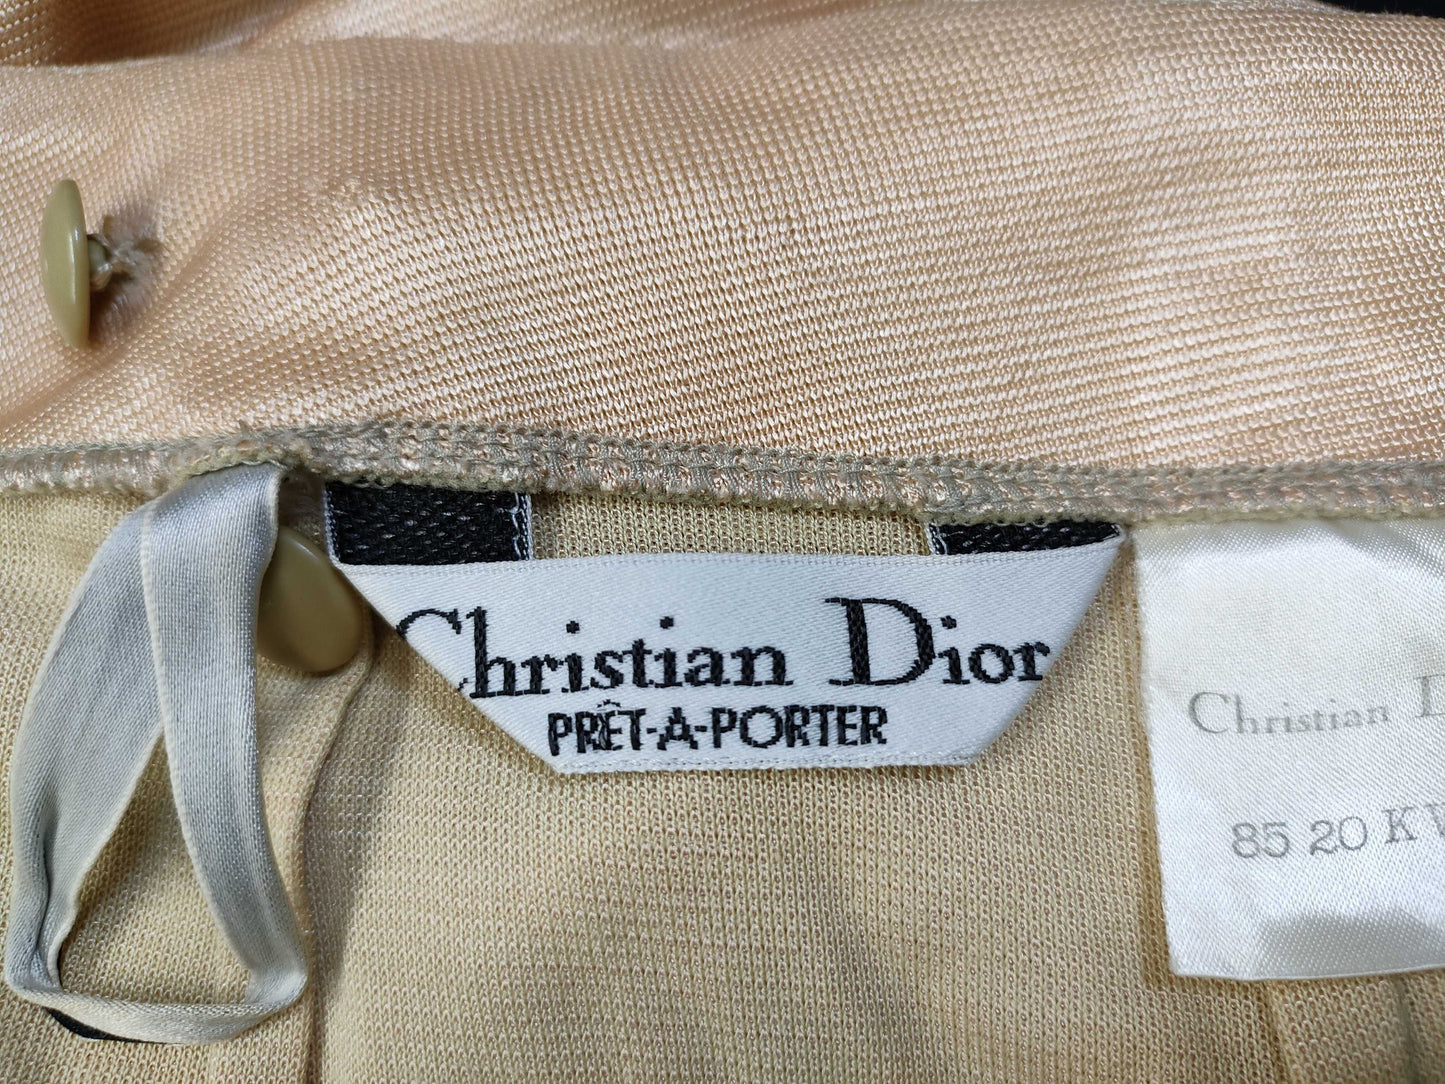 Christian Dior
PRÊT-A-PORTER
Christian
85 20 K